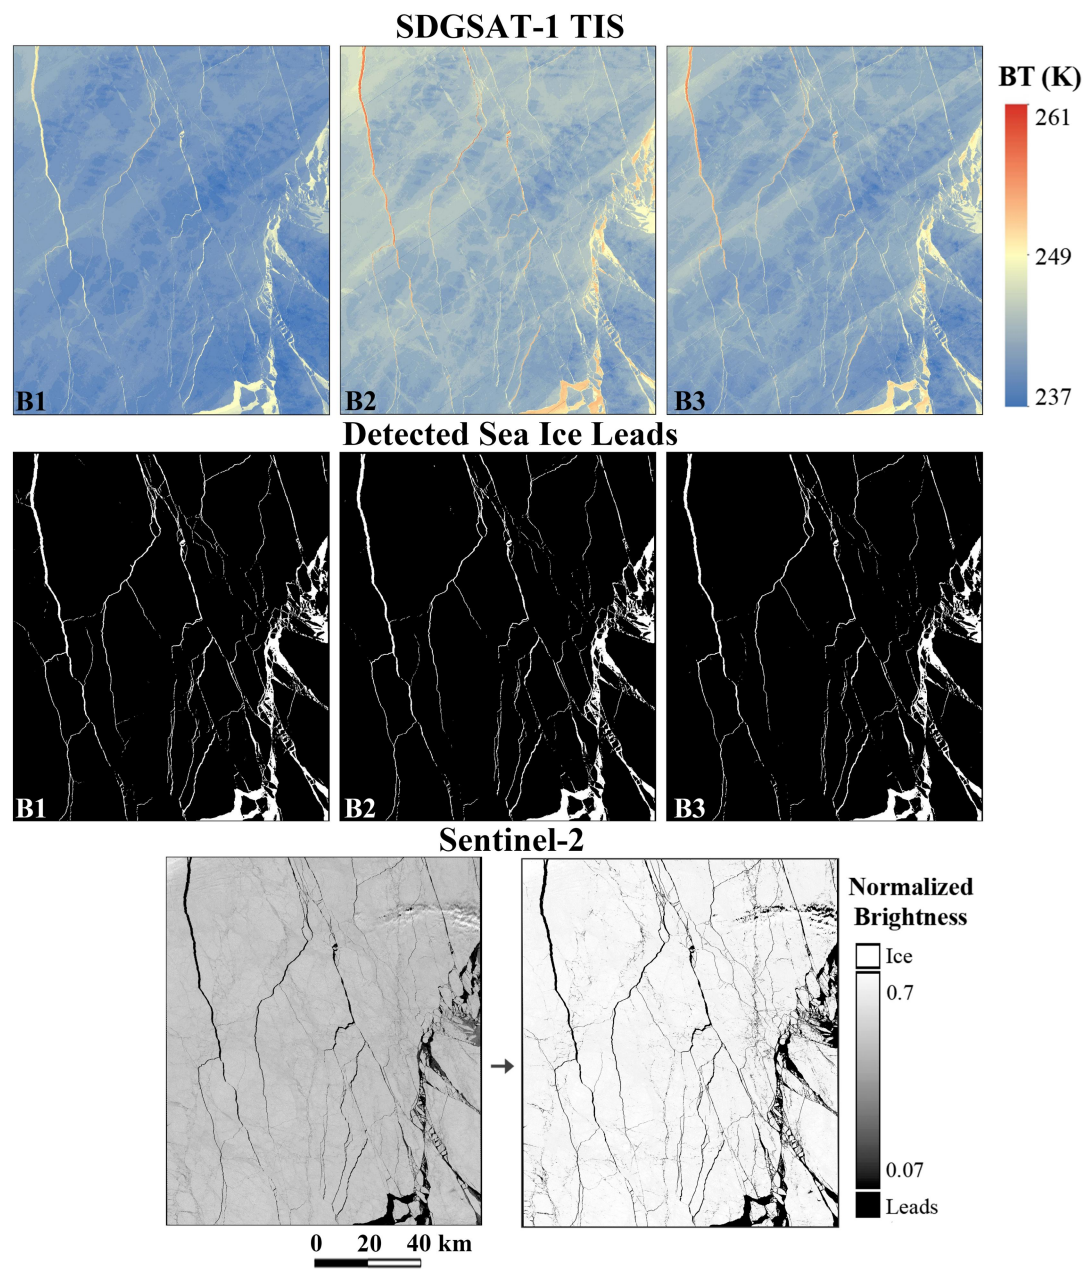 SDGSAT-1 TIS
BT (K)
261
249
237
B1
B2
B3
Detected Sea Ice Leads
B1
B2
B3
Sentinel-2
Normalized
Brightness
Ice
0.7
0.07
Leads
0 20 40 km